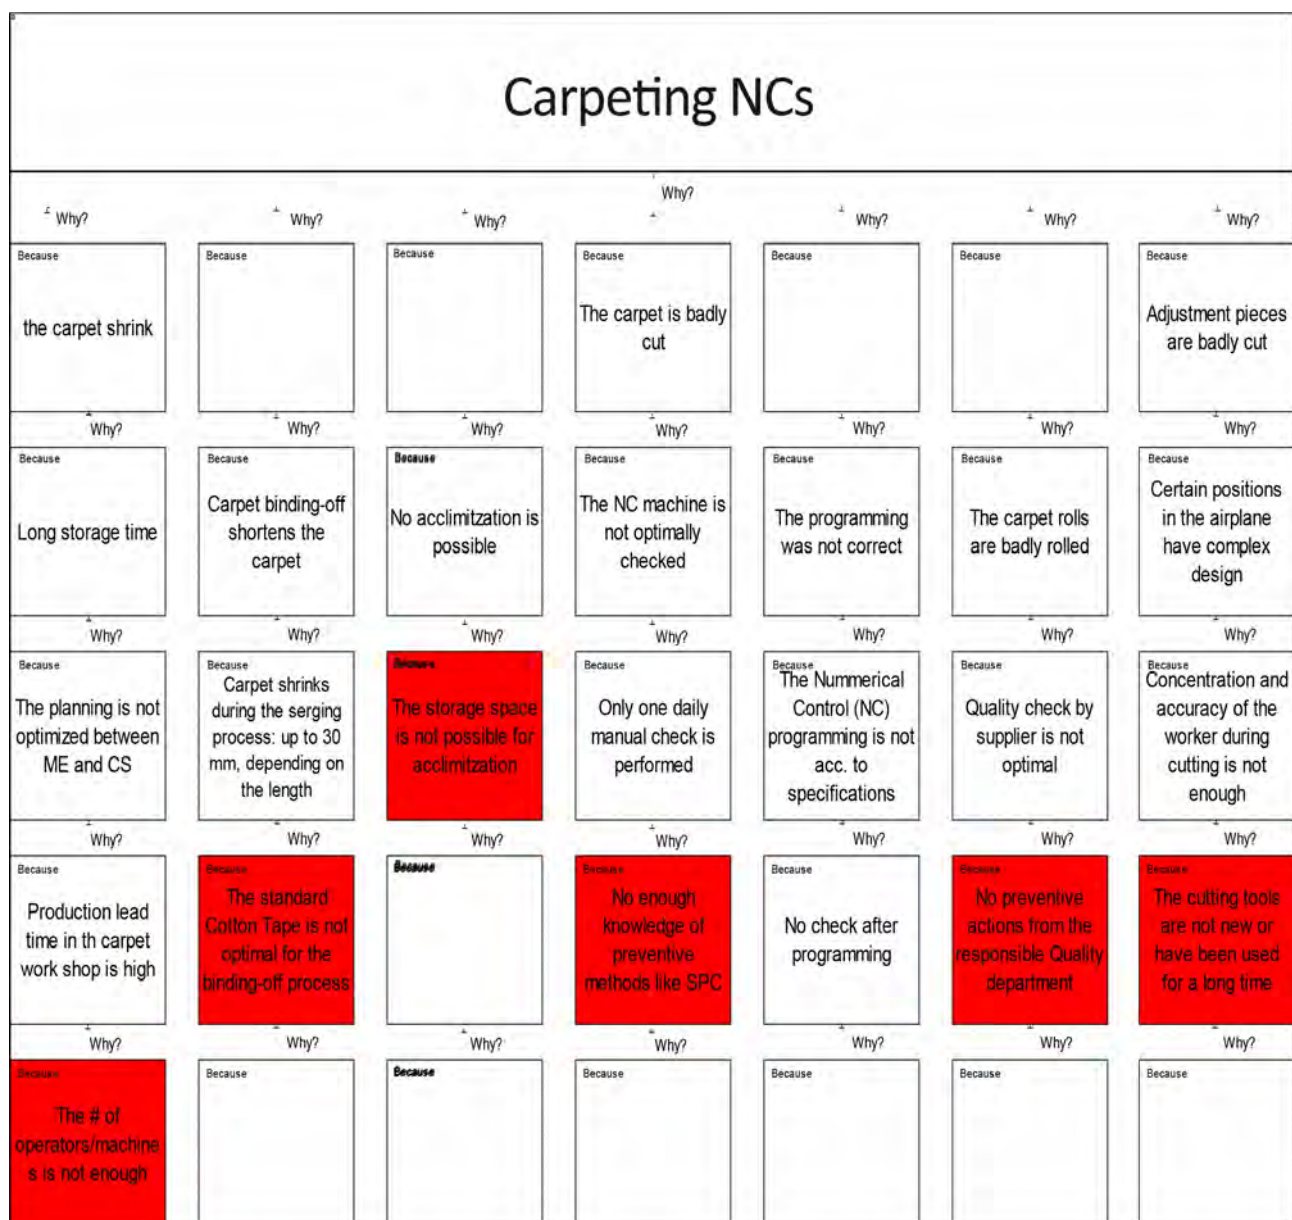 Carpeting NCs
Why?
Why?
Why?
Why?
Why?
Why?
Why?
Because
the carpet shrink
Because
Because
Because
The carpet is badly
cut
Because
Because
Because
Adjustment pieces
are badly cut
Why?
Why?
Why?
Why?
Why?
Why?
Why?
Because
Long storage time
Because
Carpet binding-off
shortens the
carpet
Because
No acclimitzation is
possible
Because
The NC machine is
not optimally
checked
Because
The programming
was not correct
Because
The carpet rolls
are badly rolled
Because
Certain positions
in the airplane
have complex
design
Why?
Why?
Why?
Why?
Why?
Why?
Why?
Because
The planning is not
optimized between
ME and CS
Because
Carpet shrinks
during the serging
process: up to 30
mm, depending on
the length
Because
The storage space
is not possible for
acclimitzation
Because
Only one daily
manual check is
performed
Because
The Nummerical
Control (NC)
programming is not
acc. to
specifications
Because
Quality check by
supplier is not
optimal
Because
Concentration and
accuracy of the
worker during
cutting is not
enough
Why?
Why?
Why?
Why?
Why?
Why?
Why?
Because
Production lead
time in th carpet
work shop is high
Because
The standard
Cotton Tape is not
optimal for the
binding-off process
Because
Because
No enough
knowledge of
preventive
methods like SPC
Because
No check after
programming
Because
No preventive
actions from the
responsible Quality
department
Because
The cutting tools
are not new or
have been used
for a long time
Why?
Why?
Why?
Why?
Why?
Why?
Why?
Because
The # of
operators/machine
s is not enough
Because
Because
Because
Because
Because
Because